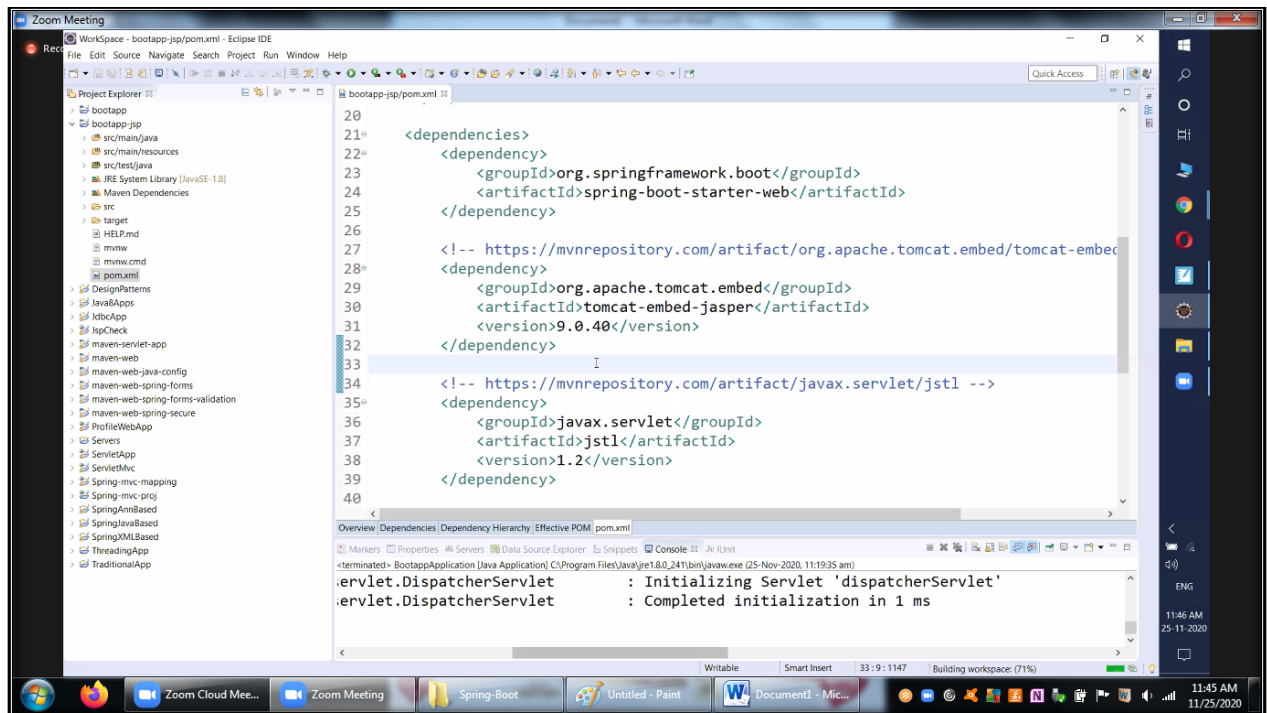 Zoom Meeting
WorkSpace - bootapp-jsp/pom.xml - Eclipse IDE
File Edit Source Navigate Search Project Run Window Help
Quick Access
Project Explorer
bootapp
bootapp-jsp
src/main/java
src/main/resources
src/test/java
JRE System Library [JavaSE-1.8]
Maven Dependencies
src
target
HELP.md
mvnw
mvnw.cmd
pom.xml
DesignPatterns
Java8Apps
JdbcApp
JspCheck
maven-servlet-app
maven-web
maven-web-java-config
maven-web-spring-forms
maven-web-spring-forms-validation
maven-web-spring-secure
ProfileWebApp
Servers
ServletApp
ServletMvc
Spring-mvc-mapping
Spring-mvc-proj
SpringAnnBased
SpringJavaBased
SpringXMLBased
ThreadingApp
TraditionalApp
bootapp-jsp/pom.xml
20
21 <dependencies>
22 <dependency>
23 <groupId>org.springframework.boot</groupId>
24 <artifactId>spring-boot-starter-web</artifactId>
25 </dependency>
26
27 <!-- https://mvnrepository.com/artifact/org.apache.tomcat.embed/tomcat-embed
28 <dependency>
29 <groupId>org.apache.tomcat.embed</groupId>
30 <artifactId>tomcat-embed-jasper</artifactId>
31 <version>9.0.40</version>
32 </dependency>
33
34 <!-- https://mvnrepository.com/artifact/javax.servlet/jstl -->
35 <dependency>
36 <groupId>javax.servlet</groupId>
37 <artifactId>jstl</artifactId>
38 <version>1.2</version>
39 </dependency>
40
Overview Dependencies Dependency Hierarchy Effective POM pom.xml
Markers Properties Servers Data Source Explorer Snippets Console JUnit
<terminated> BootappApplication [Java Application] C:\Program Files\Java\jre1.8.0_241\bin\javaw.exe (25-Nov-2020, 11:19:35 am)
servlet.DispatcherServlet : Initializing Servlet 'dispatcherServlet'
servlet.DispatcherServlet : Completed initialization in 1 ms
Writable Smart Insert 33 : 9 : 1147 Building workspace: (71%)
ENG
11:46 AM
25-11-2020
Zoom Cloud Mee... Zoom Meeting Spring-Boot Untitled - Paint Document1 - Mic...
11:45 AM
11/25/2020